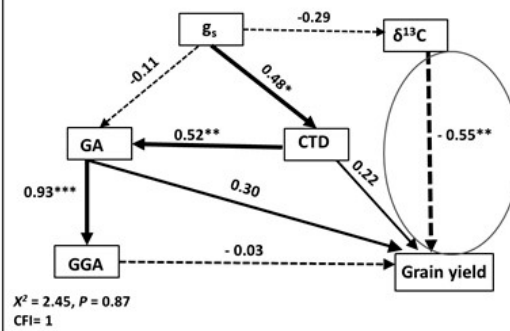 gₛ
-0.29
δ¹³C
-0.11
0.48*
- 0.55**
GA
0.52**
CTD
0.93***
0.30
0.22
GGA
- 0.03
Grain yield
X² = 2.45, P = 0.87
CFI= 1